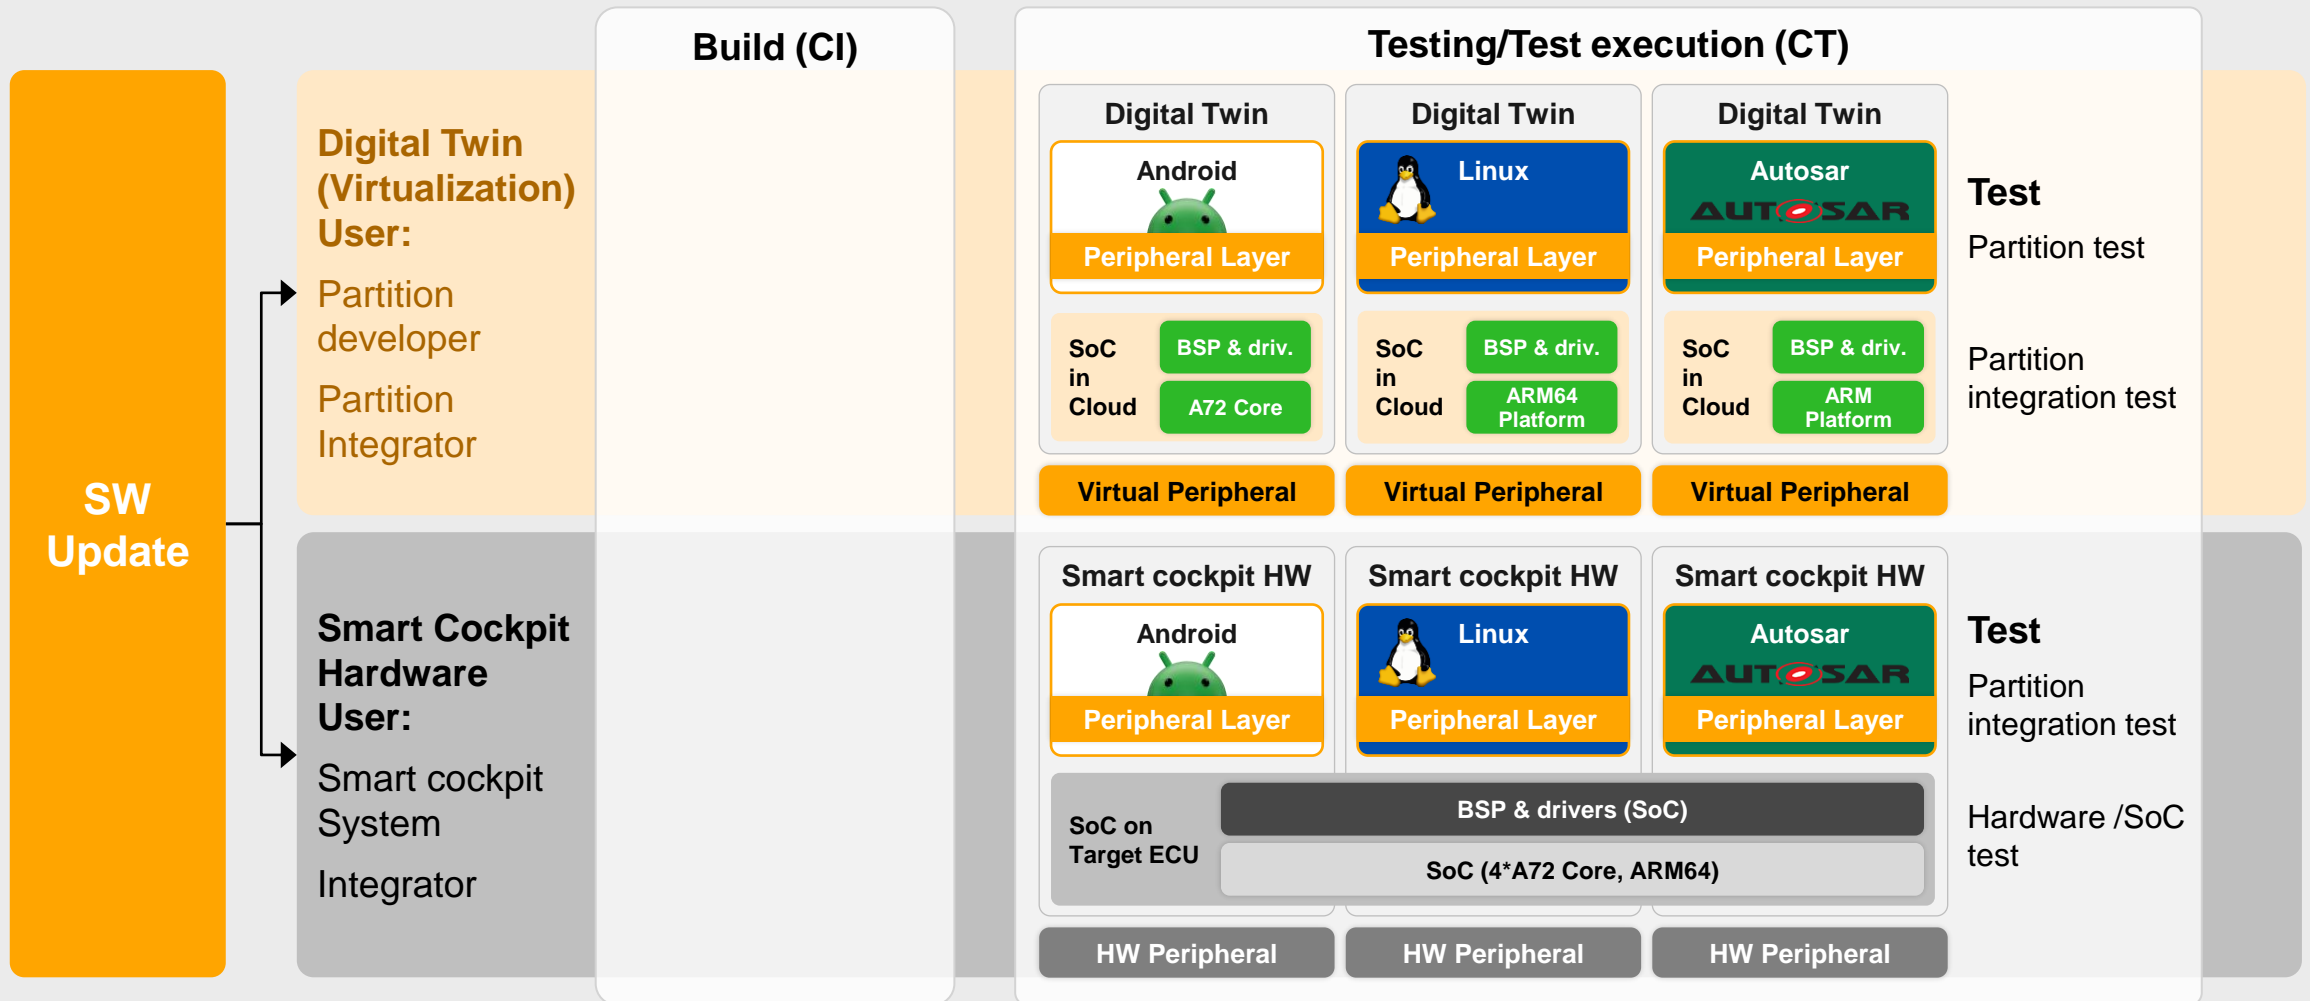 Build (CI)
Testing/Test execution (CT)
SW
Update
Digital Twin
(Virtualization)
User:
Partition
developer
Partition
Integrator
Digital Twin
Android
Peripheral Layer
SoC
in
Cloud
BSP & driv.
A72 Core
Virtual Peripheral
Digital Twin
Linux
Peripheral Layer
SoC
in
Cloud
BSP & driv.
ARM64
Platform
Virtual Peripheral
Digital Twin
Autosar
AUTOSAR
Peripheral Layer
SoC
in
Cloud
BSP & driv.
ARM
Platform
Virtual Peripheral
Test
Partition test
Partition
integration test
Smart Cockpit
Hardware
User:
Smart cockpit
System
Integrator
Smart cockpit HW
Android
Peripheral Layer
Smart cockpit HW
Linux
Peripheral Layer
Smart cockpit HW
Autosar
AUTOSAR
Peripheral Layer
SoC on
Target ECU
BSP & drivers (SoC)
SoC (4*A72 Core, ARM64)
HW Peripheral
HW Peripheral
HW Peripheral
Test
Partition
integration test
Hardware /SoC
test